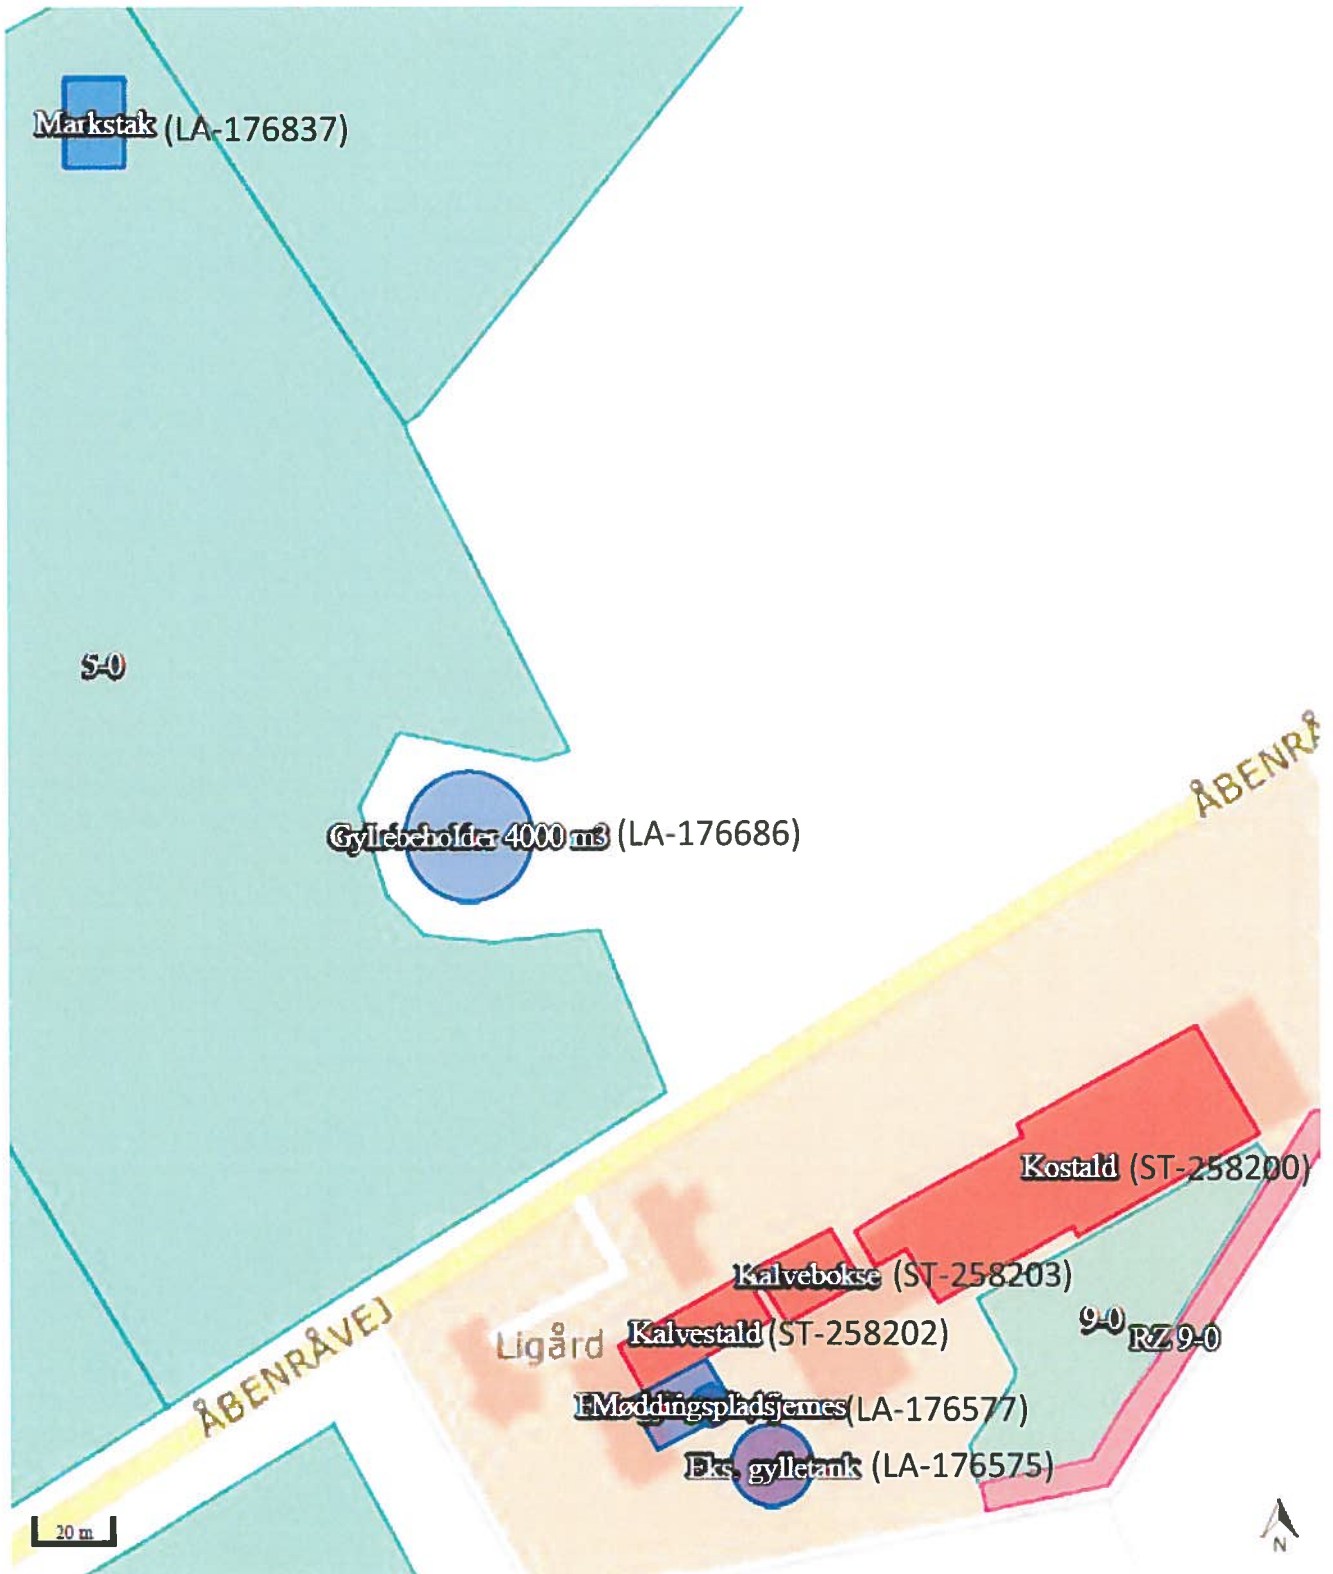 Markstak (LA-176837)
5-0
ÅBENRÅ
Gyllebeholder 4000 m3 (LA-176686)
Kostald (ST-258200)
Kalvebokse (ST-258203)
9-0
RZ 9-0
Ligård
Kalvestald (ST-258202)
ÅBENRÅVEJ
(LA-176577)
Eks. gylletank (LA-176575)
20 m
N